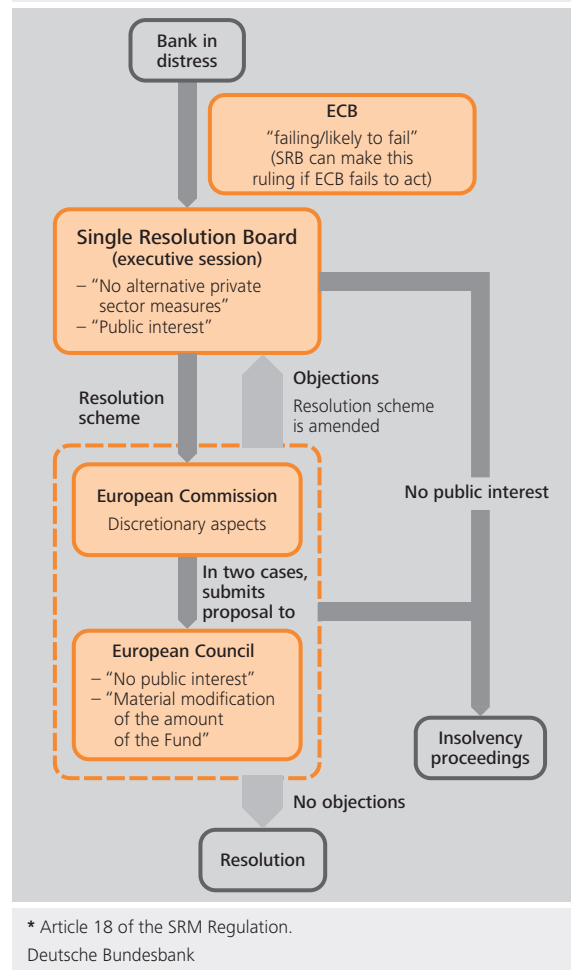 Bank in
distress
ECB
“failing/likely to fail”
(SRB can make this
ruling if ECB fails to act)
Single Resolution Board
(executive session)
– “No alternative private
sector measures”
– “Public interest”
Resolution
scheme
Objections
Resolution scheme
is amended
No public interest
European Commission
Discretionary aspects
In two cases,
submits
proposal to
European Council
– “No public interest”
– “Material modification
of the amount
of the Fund”
Insolvency
proceedings
No objections
Resolution
* Article 18 of the SRM Regulation.
Deutsche Bundesbank